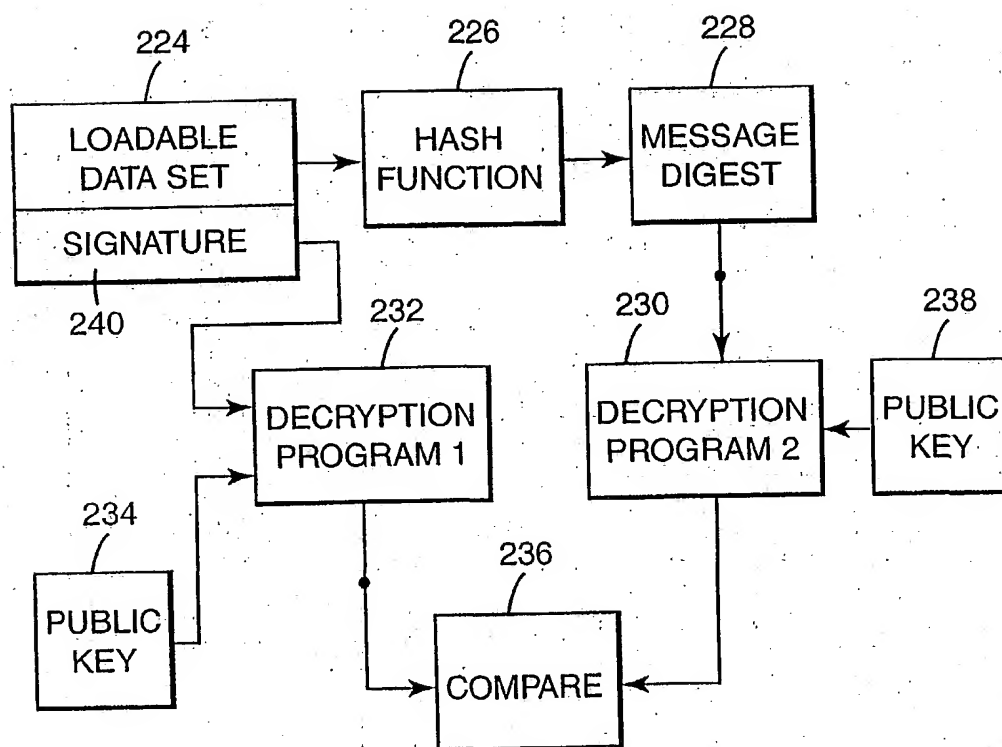 224
226
228
LOADABLE
DATA SET
HASH
FUNCTION
MESSAGE
DIGEST
SIGNATURE
240
232
230
238
DECRYPTION
PROGRAM 1
DECRYPTION
PROGRAM 2
PUBLIC
KEY
234
236
PUBLIC
KEY
COMPARE